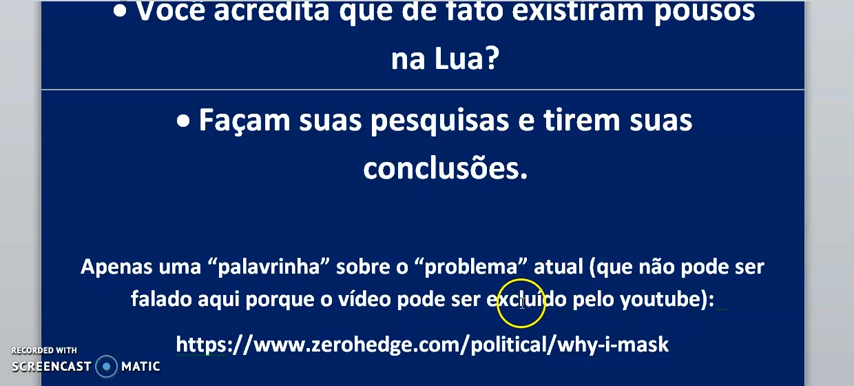 • Você acredita que de fato existiram pousos
na Lua?
• Façam suas pesquisas e tirem suas
conclusões.
Apenas uma “palavrinha” sobre o “problema” atual (que não pode ser
falado aqui porque o vídeo pode ser excluido pelo youtube):
https://www.zerohedge.com/political/why-i-mask
RECORDED WITH
SCREENCAST MATIC